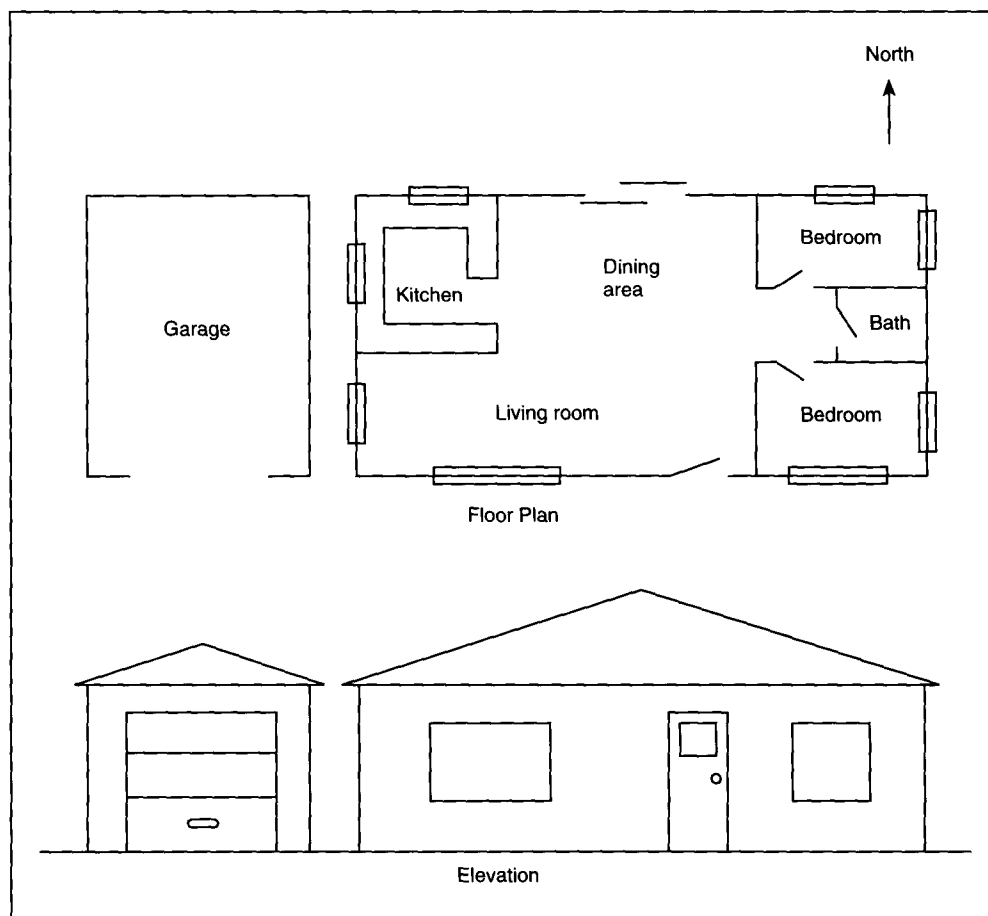 North
Bedroom
Dining
area
Kitchen
Garage
Bath
Living room
Bedroom
Floor Plan
Elevation